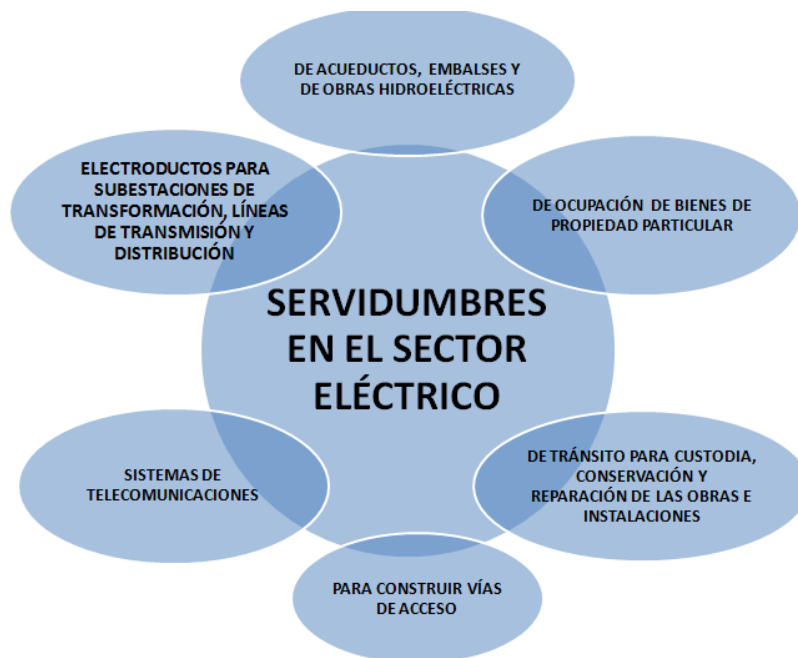 DE ACUEDUCTOS, EMBALSES Y
DE OBRAS HIDROELÉCTRICAS
ELECTRODUCTOS PARA
SUBESTACIONES DE
TRANSFORMACIÓN, LÍNEAS
DE TRANSMISIÓN Y
DISTRIBUCIÓN
DE OCUPACIÓN DE BIENES DE
PROPIEDAD PARTICULAR
SERVIDUMBRES
EN EL SECTOR
ELÉCTRICO
SISTEMAS DE
TELECOMUNICACIONES
DE TRÁNSITO PARA CUSTODIA,
CONSERVACIÓN Y
REPARACIÓN DE LAS OBRAS E
INSTALACIONES
PARA CONSTRUIR VÍAS
DE ACCESO